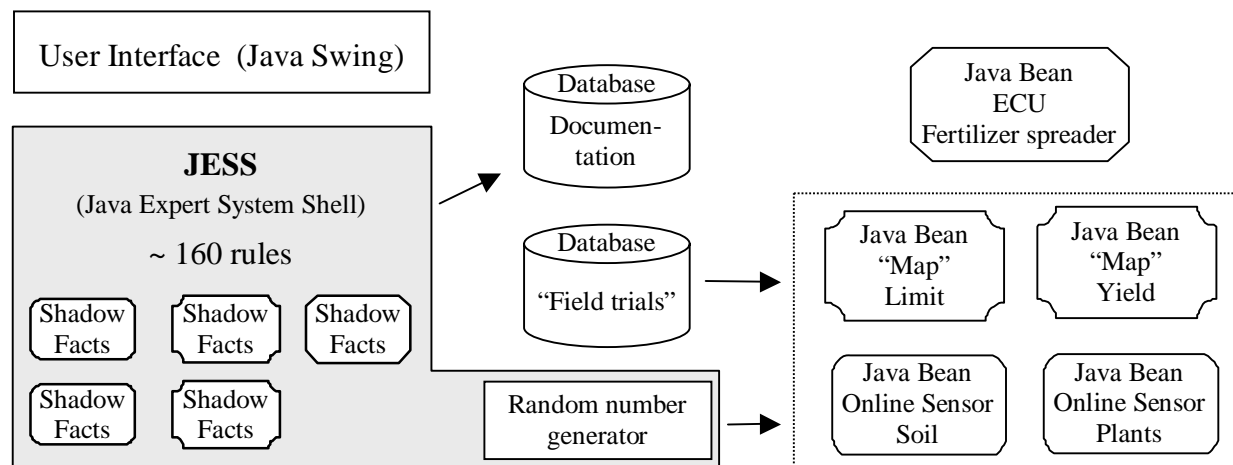 User Interface (Java Swing)
JESS
(Java Expert System Shell)
~ 160 rules
Shadow
Facts
Shadow
Facts
Shadow
Facts
Shadow
Facts
Shadow
Facts
Random number
generator
Database
Documen-
tation
Database
“Field trials”
Java Bean
ECU
Fertilizer spreader
Java Bean
“Map”
Limit
Java Bean
“Map”
Yield
Java Bean
Online Sensor
Soil
Java Bean
Online Sensor
Plants